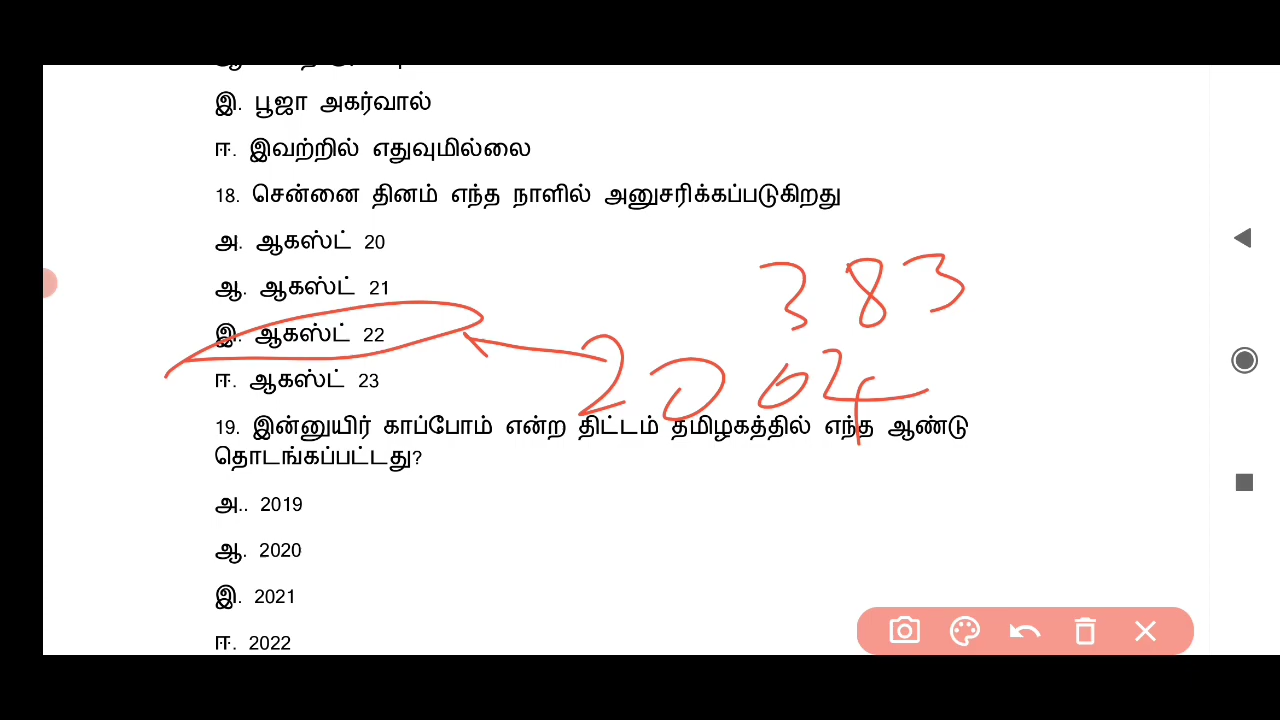 இ. பூஜா அகர்வால்
ஈ. இவற்றில் எதுவுமில்லை
18. சென்னை தினம் எந்த நாளில் அனுசரிக்கப்படுகிறது
அ. ஆகஸ்ட் 20
ஆ. ஆகஸ்ட் 21
383
இ. ஆகஸ்ட் 22
2004
ஈ. ஆகஸ்ட் 23
19. இன்னுயிர் காப்போம் என்ற திட்டம் தமிழகத்தில் எந்த ஆண்டு
தொடங்கப்பட்டது?
அ.. 2019
ஆ. 2020
இ. 2021
ஈ. 2022